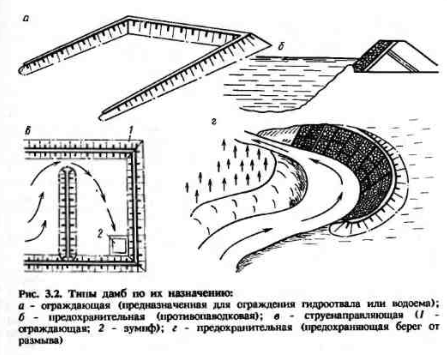 а
б
в
1
г
2
Рис. 3.2. Типы дамб по их назначению:
а - ограждающая (предназначенная для ограждения гидроотвала или водоема);
б - предохранительная (противопаводковая); в - струенаправляющая (1 -
ограждающая; 2 - зумпф); г - предохранительная (предохраняющая берег от
размыва)